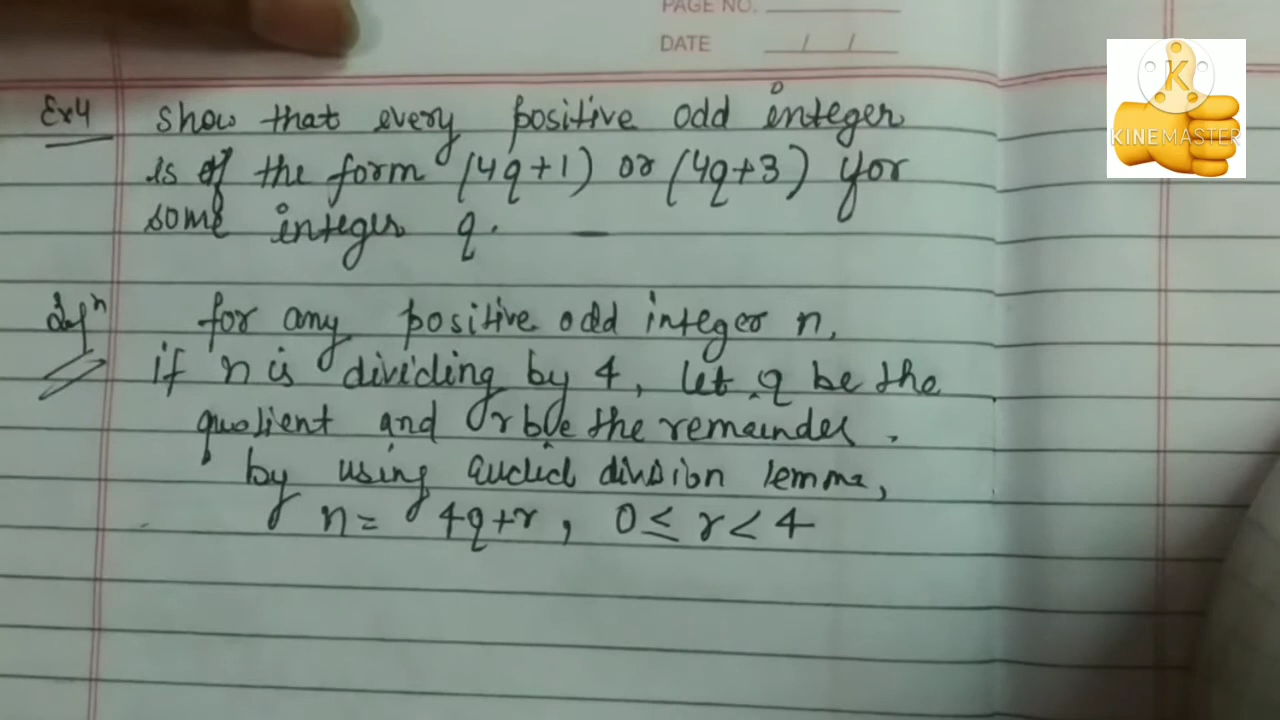 PAGE NO.
DATE / /
KINEMASTER
Ex4 show that every positive odd integer
is of the form (4q+1) or (4q+3) for
some integer q.
Solⁿ for any positive odd integer n,
if n is dividing by 4, let q be the
quotient and r be the remainder.
by using Euclid division lemma,
n = 4q+r, 0 ≤ r < 4